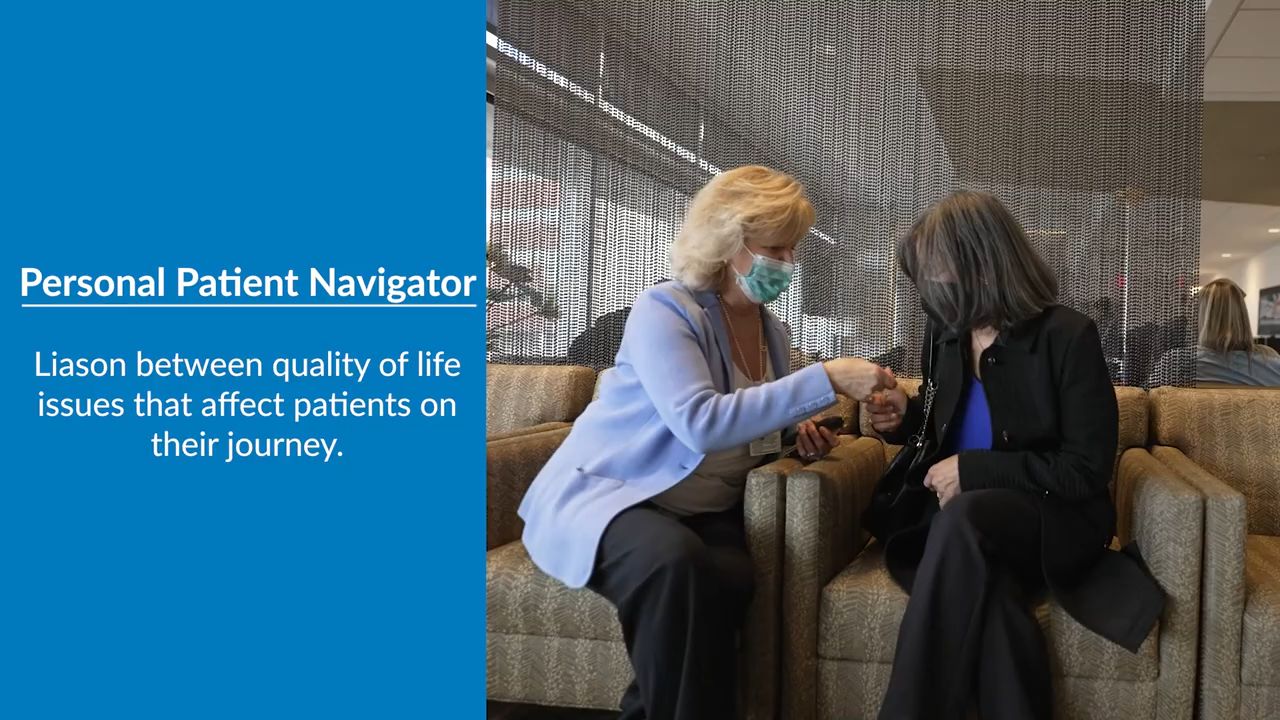 Personal Patient Navigator
Liason between quality of life
issues that affect patients on
their journey.